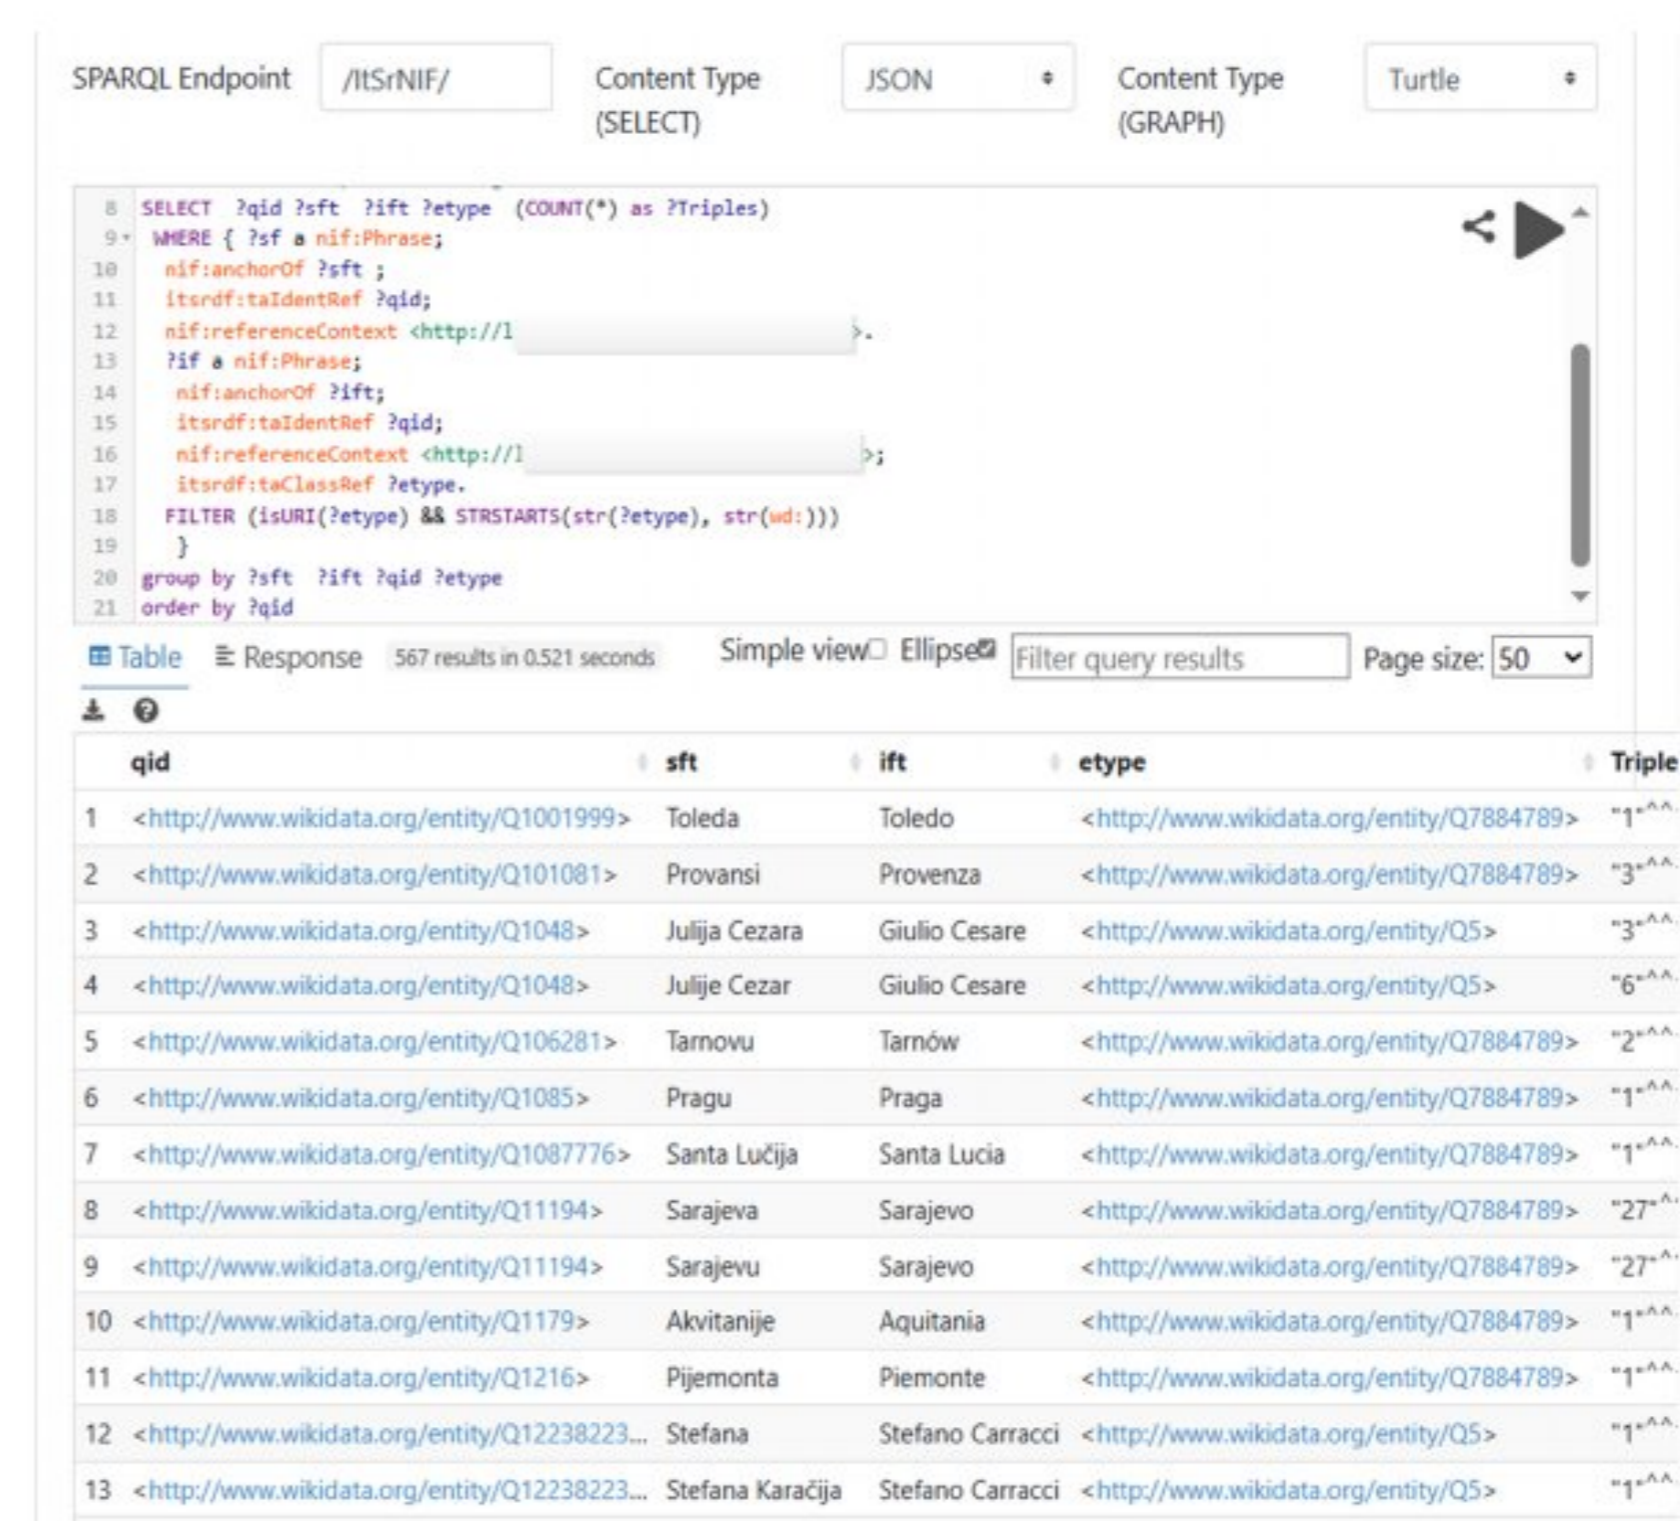 SPARQL Endpoint /ItSrNIF/ Content Type (SELECT) JSON Content Type (GRAPH) Turtle
8 SELECT ?qid ?sft ?ift ?etype (COUNT(*) as ?Triples)
9 WHERE { ?sf a nif:Phrase;
10 nif:anchorOf ?sft ;
11 itsrdf:taIdentRef ?qid;
12 nif:referenceContext <http://l >.
13 ?if a nif:Phrase;
14 nif:anchorOf ?ift;
15 itsrdf:taIdentRef ?qid;
16 nif:referenceContext <http://l >;
17 itsrdf:taClassRef ?etype.
18 FILTER (isURI(?etype) && STRSTARTS(str(?etype), str(wd:)))
19 }
20 group by ?sft ?ift ?qid ?etype
21 order by ?qid
Table Response 567 results in 0.521 seconds Simple view Ellipse Filter query results Page size: 50
qid sft ift etype Triple
1 <http://www.wikidata.org/entity/Q1001999> Toleda Toledo <http://www.wikidata.org/entity/Q7884789> "1"^^
2 <http://www.wikidata.org/entity/Q101081> Provansi Provenza <http://www.wikidata.org/entity/Q7884789> "3"^^
3 <http://www.wikidata.org/entity/Q1048> Julija Cezara Giulio Cesare <http://www.wikidata.org/entity/Q5> "3"^^
4 <http://www.wikidata.org/entity/Q1048> Julije Cezar Giulio Cesare <http://www.wikidata.org/entity/Q5> "6"^^
5 <http://www.wikidata.org/entity/Q106281> Tarnovu Tarnów <http://www.wikidata.org/entity/Q7884789> "2"^^
6 <http://www.wikidata.org/entity/Q1085> Pragu Praga <http://www.wikidata.org/entity/Q7884789> "1"^^
7 <http://www.wikidata.org/entity/Q1087776> Santa Lučija Santa Lucia <http://www.wikidata.org/entity/Q7884789> "1"^^
8 <http://www.wikidata.org/entity/Q11194> Sarajeva Sarajevo <http://www.wikidata.org/entity/Q7884789> "27"^
9 <http://www.wikidata.org/entity/Q11194> Sarajevu Sarajevo <http://www.wikidata.org/entity/Q7884789> "27"^
10 <http://www.wikidata.org/entity/Q1179> Akvitanije Aquitania <http://www.wikidata.org/entity/Q7884789> "1"^^
11 <http://www.wikidata.org/entity/Q1216> Pijemonta Piemonte <http://www.wikidata.org/entity/Q7884789> "1"^^
12 <http://www.wikidata.org/entity/Q12238223... Stefana Stefano Carracci <http://www.wikidata.org/entity/Q5> "1"^^
13 <http://www.wikidata.org/entity/Q12238223... Stefana Karačija Stefano Carracci <http://www.wikidata.org/entity/Q5> "1"^^